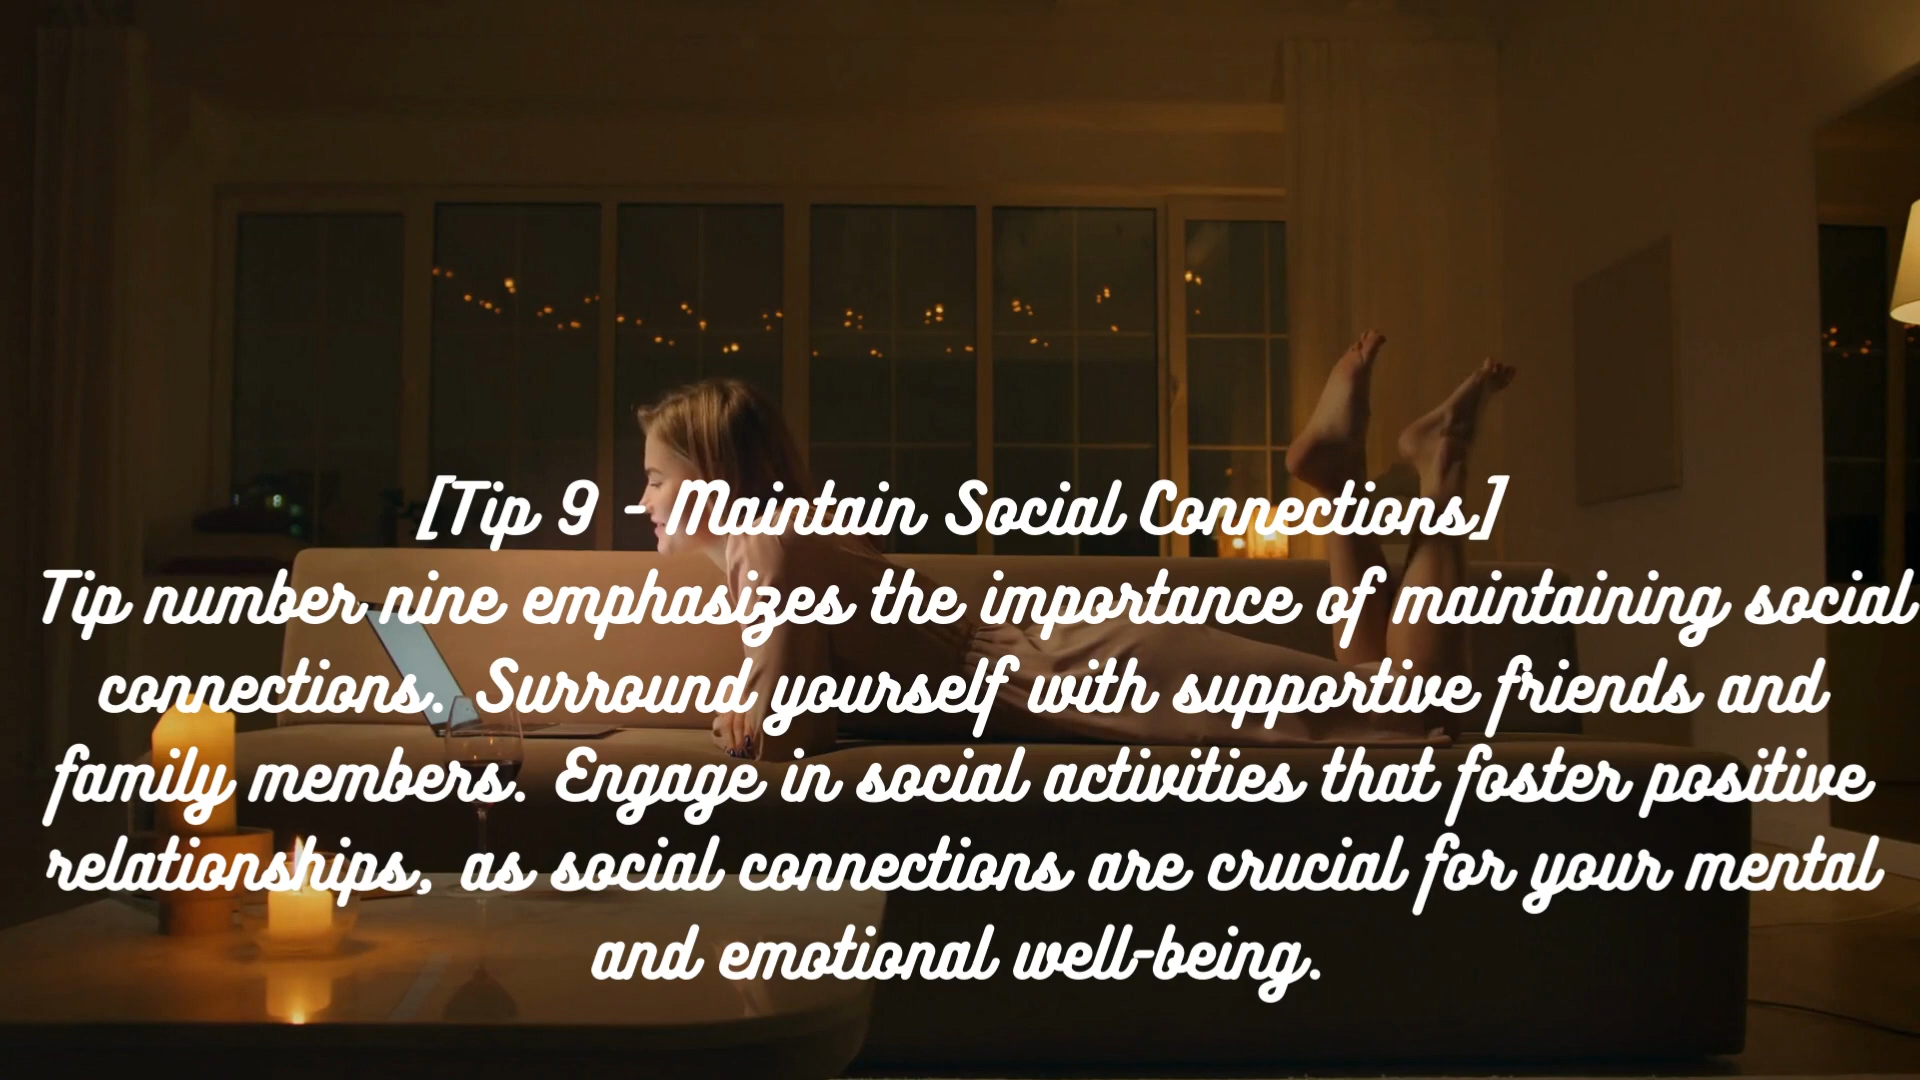 [Tip 9 - Maintain Social Connections]
Tip number nine emphasizes the importance of maintaining social
connections. Surround yourself with supportive friends and
family members. Engage in social activities that foster positive
relationships, as social connections are crucial for your mental
and emotional well-being.